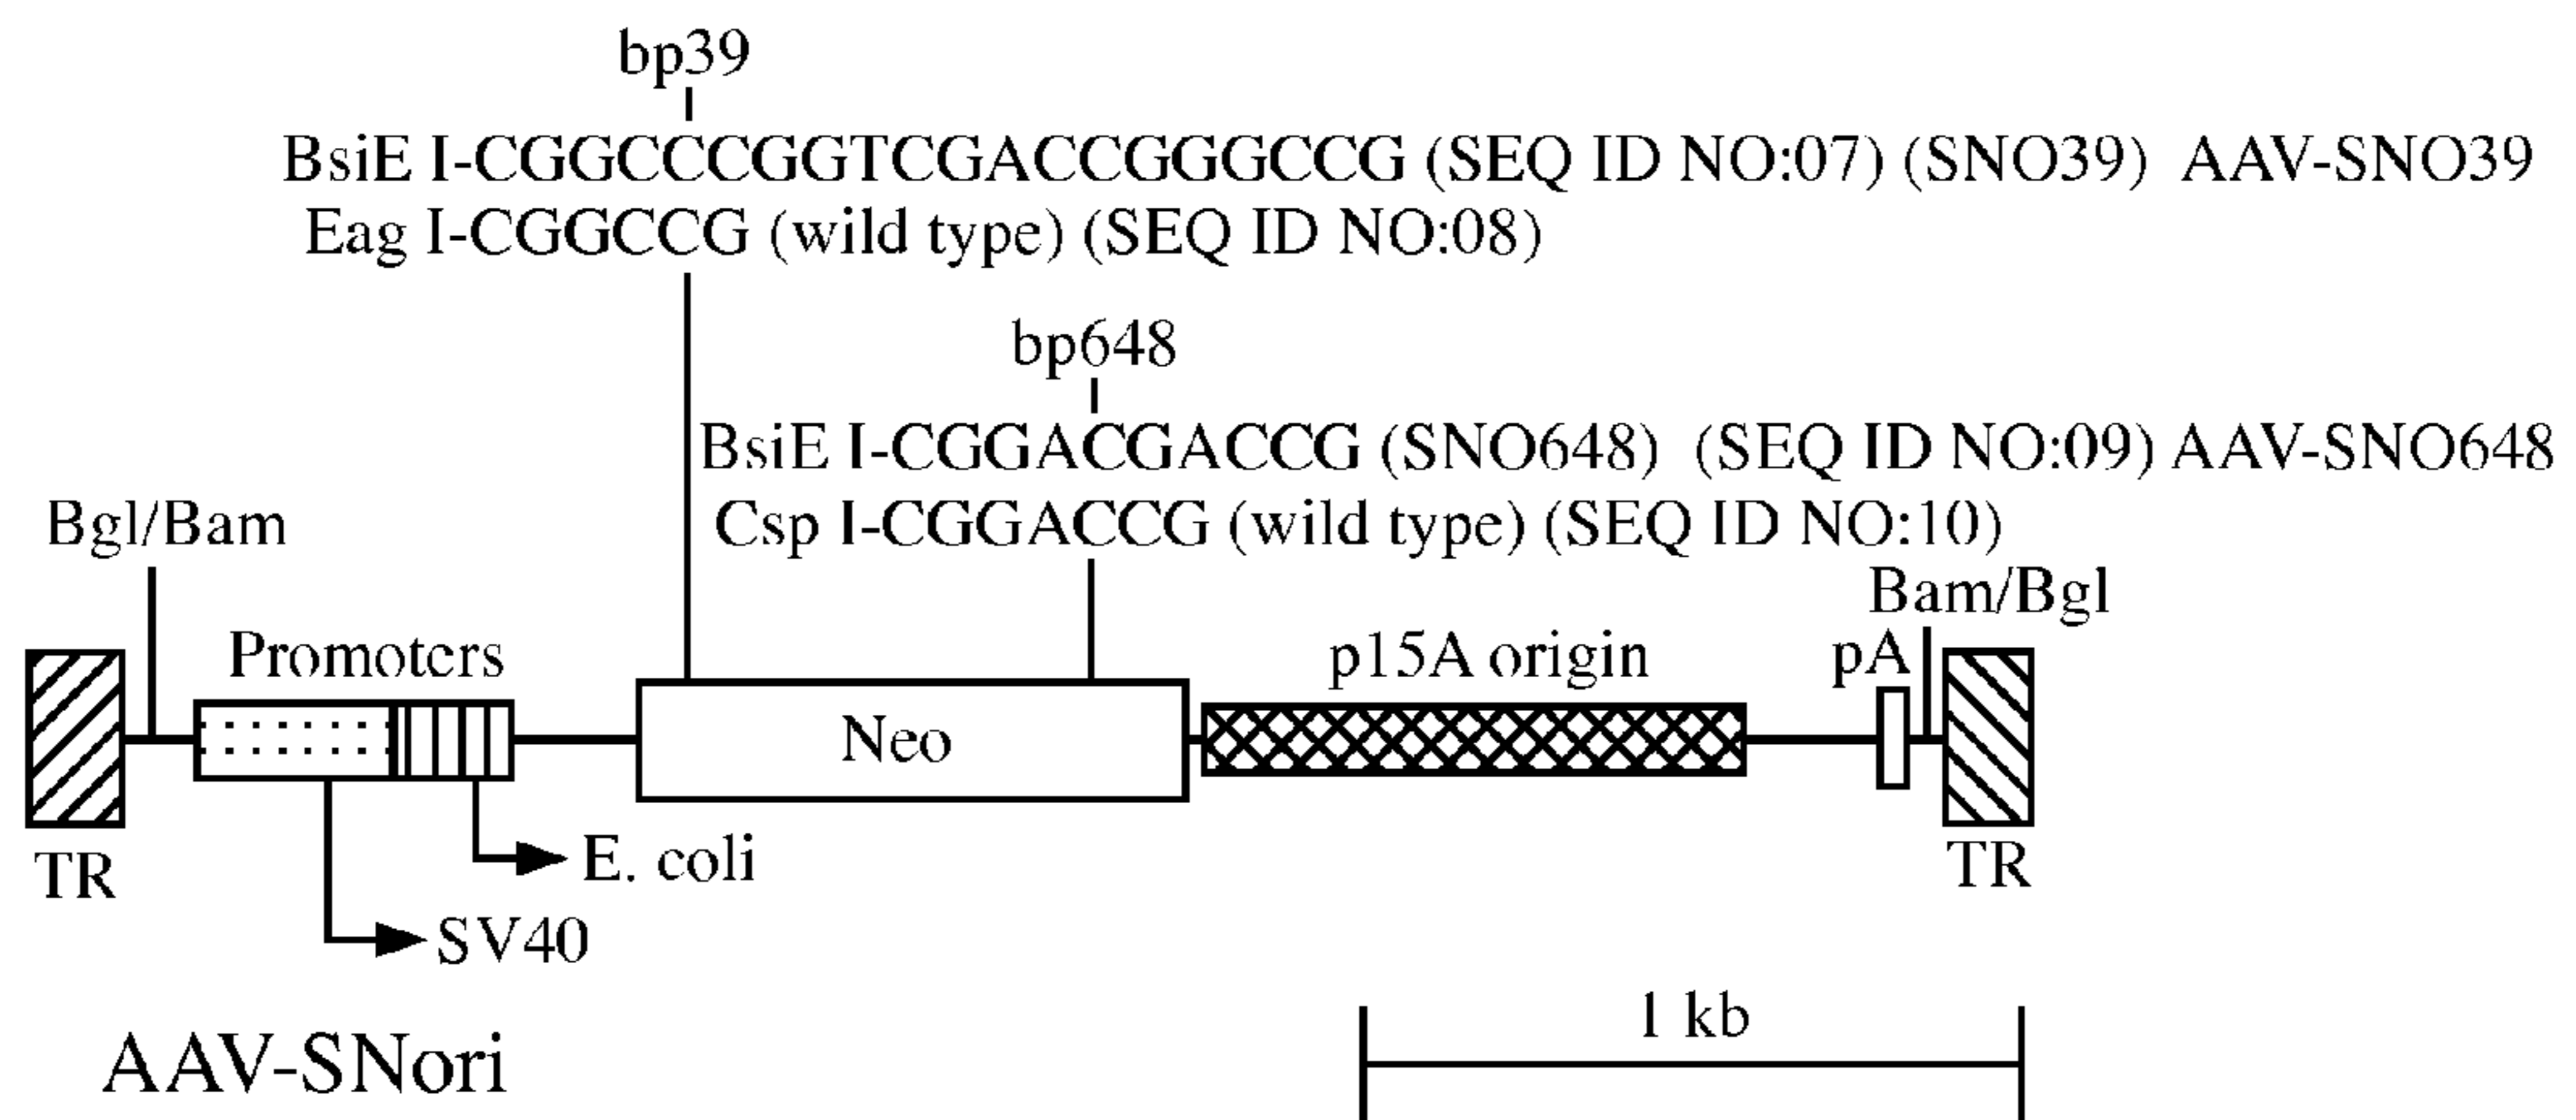 bp39
BsiE I-CGGCCCGGTCGACCGGGCCG (SEQ ID NO:07) (SNO39) AAV-SNO39
Eag I-CGGCCG (wild type) (SEQ ID NO:08)
bp648
BsiE I-CGGACGACCG (SNO648) (SEQ ID NO:09) AAV-SNO648
Csp I-CGGACCG (wild type) (SEQ ID NO:10)
Bgl/Bam
Bam/Bgl
Promoters
p15A origin
pA
Neo
TR
E. coli
TR
SV40
1 kb
AAV-SNori